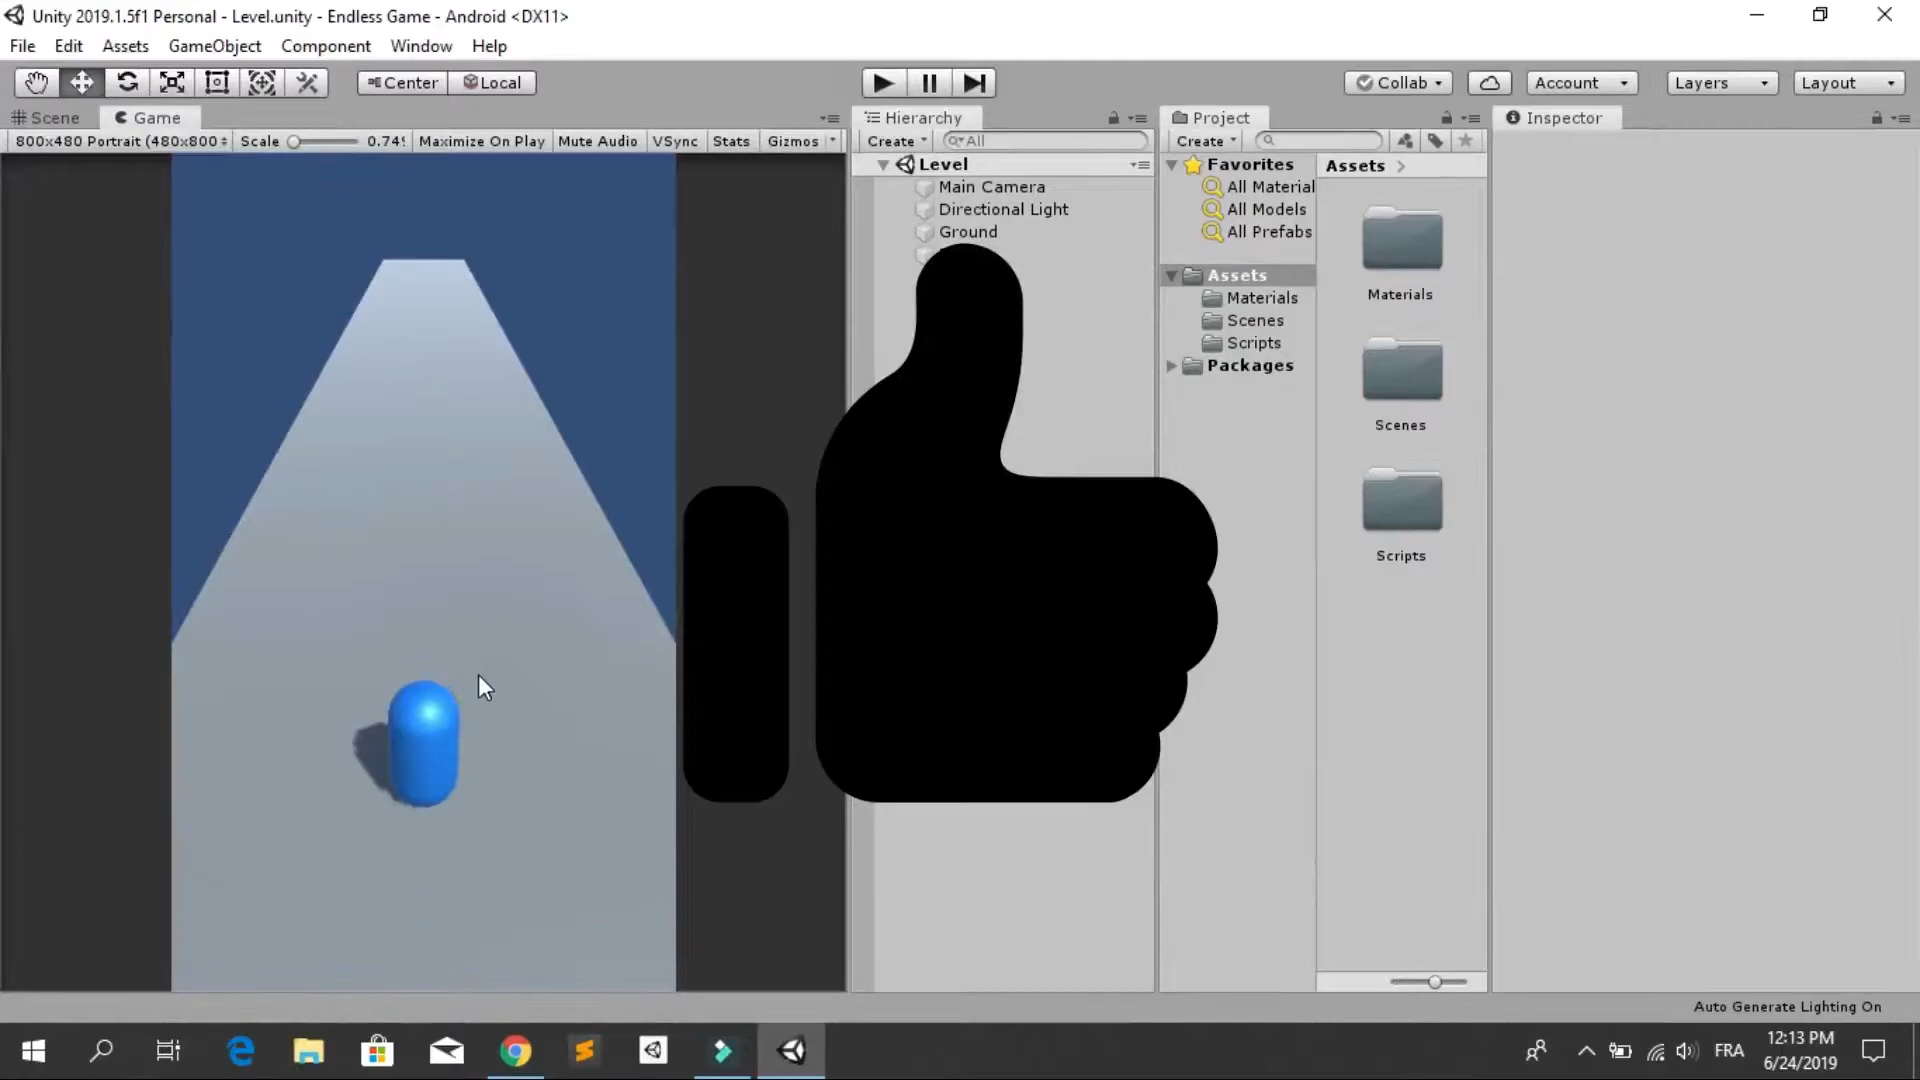 Unity 2019.1.5f1 Personal - Level.unity - Endless Game - Android <DX11>
File Edit Assets GameObject Component Window Help
Center Local Collab Account Layers Layout
Scene Game Hierarchy Project Inspector
800x480 Portrait (480x800 Scale 0.74 Maximize On Play Mute Audio VSync Stats Gizmos Create All Create
Level
Main Camera
Directional Light
Ground
Favorites
All Material
All Models
All Prefabs
Assets
Materials
Scenes
Scripts
Packages
Assets
Materials
Scenes
Scripts
Auto Generate Lighting On
FRA
12:13 PM
6/24/2019